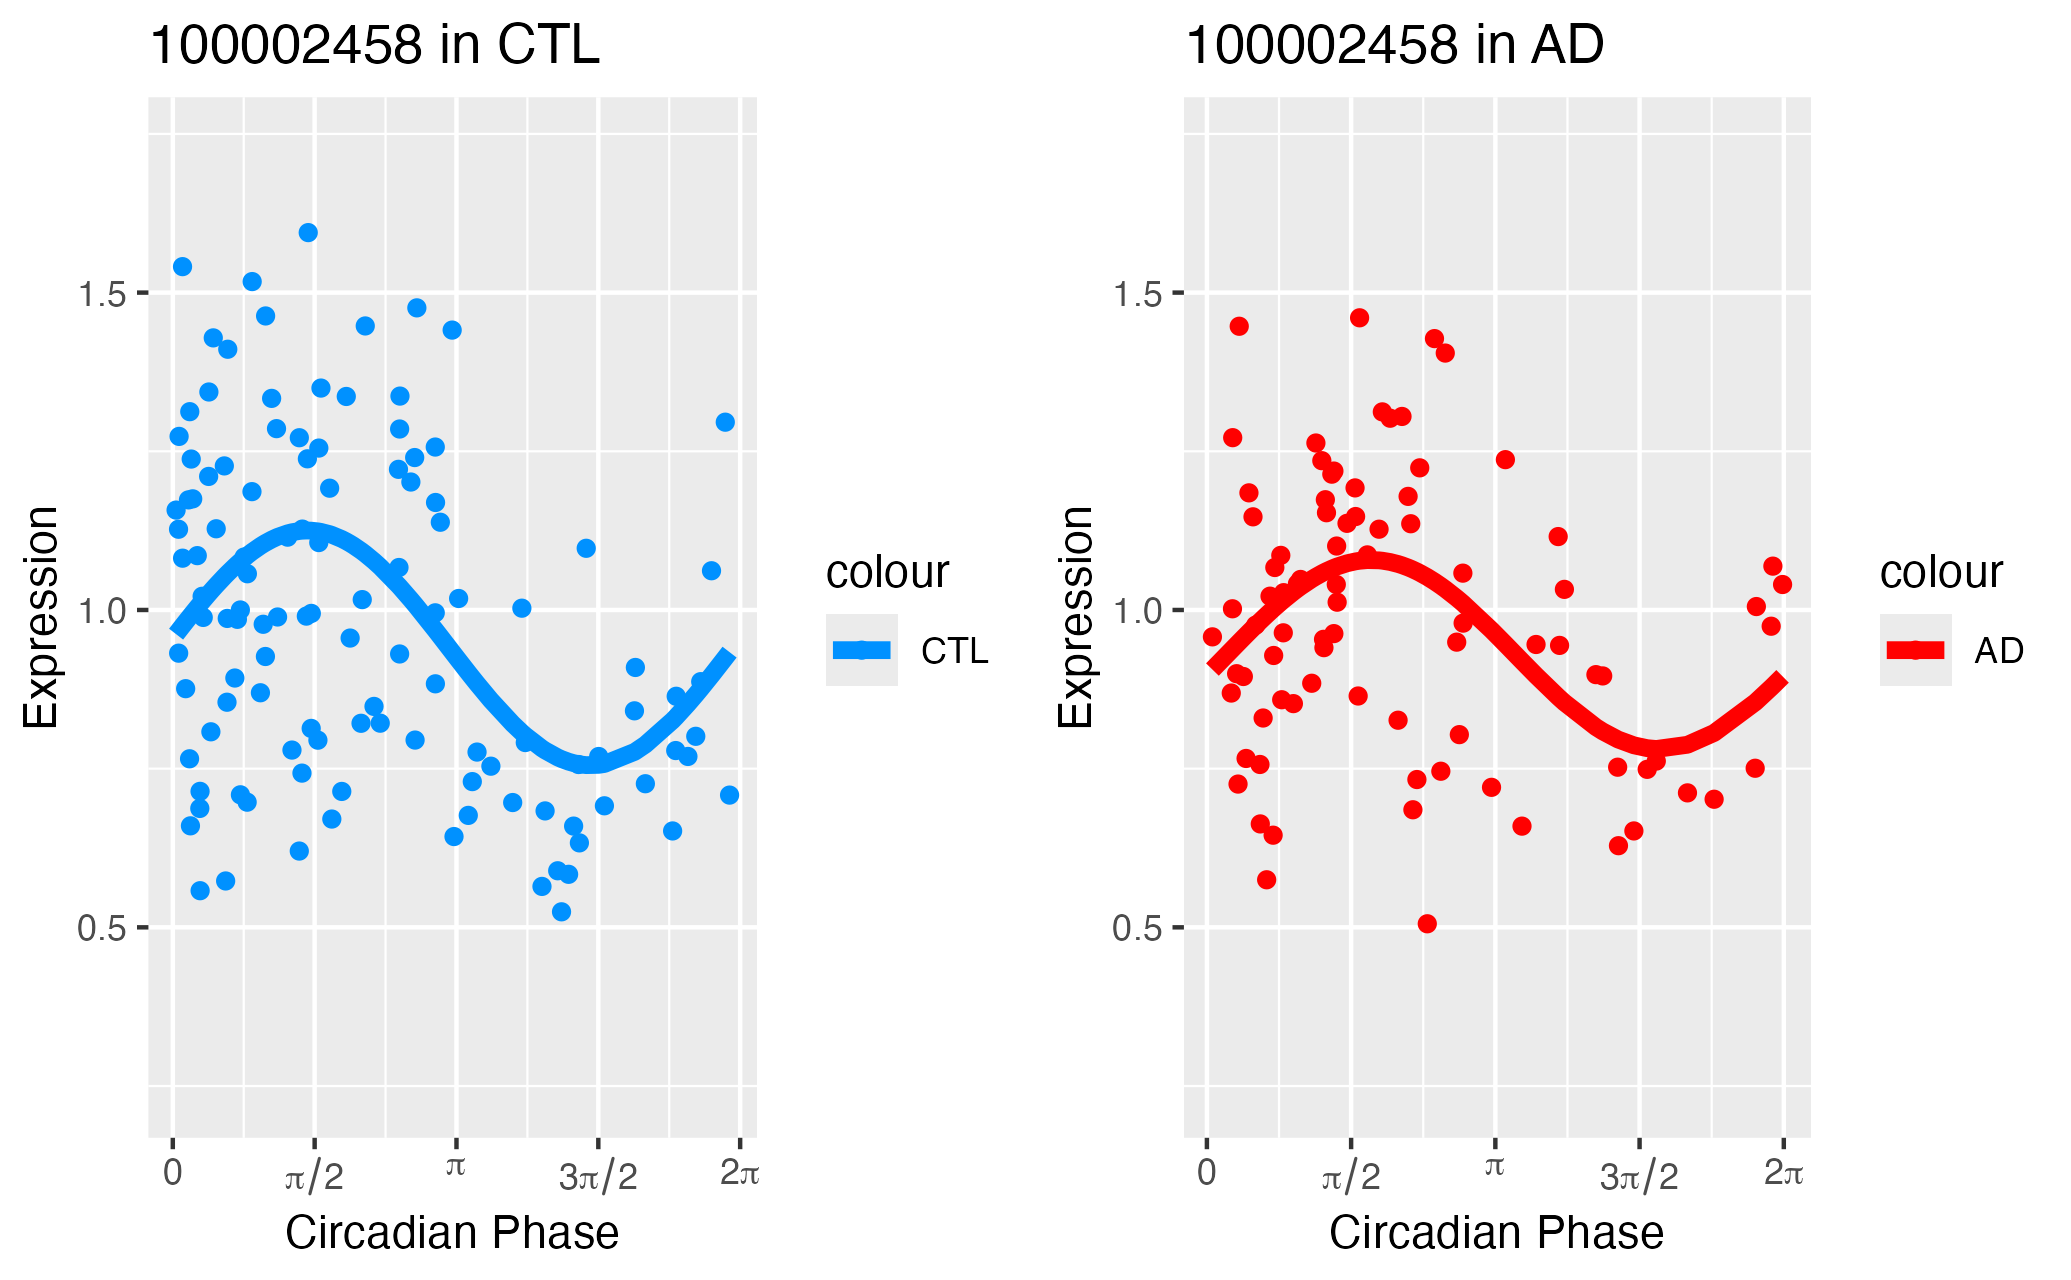 100002458 in CTL
1.5
1.0
0.5
Expression
0 π/2 π 3π/2 2π
Circadian Phase
colour
CTL
100002458 in AD
1.5
1.0
0.5
Expression
0 π/2 π 3π/2 2π
Circadian Phase
colour
AD